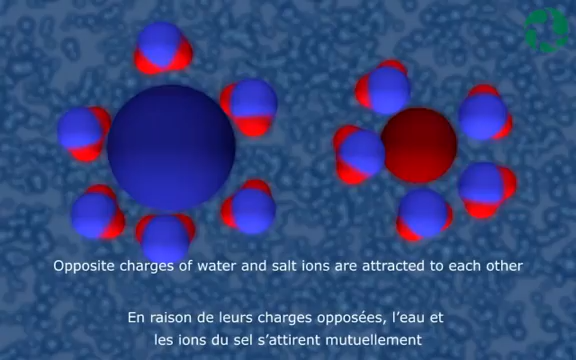 Opposite charges of water and salt ions are attracted to each other
En raison de leurs charges opposées, l’eau et
les ions du sel s’attirent mutuellement